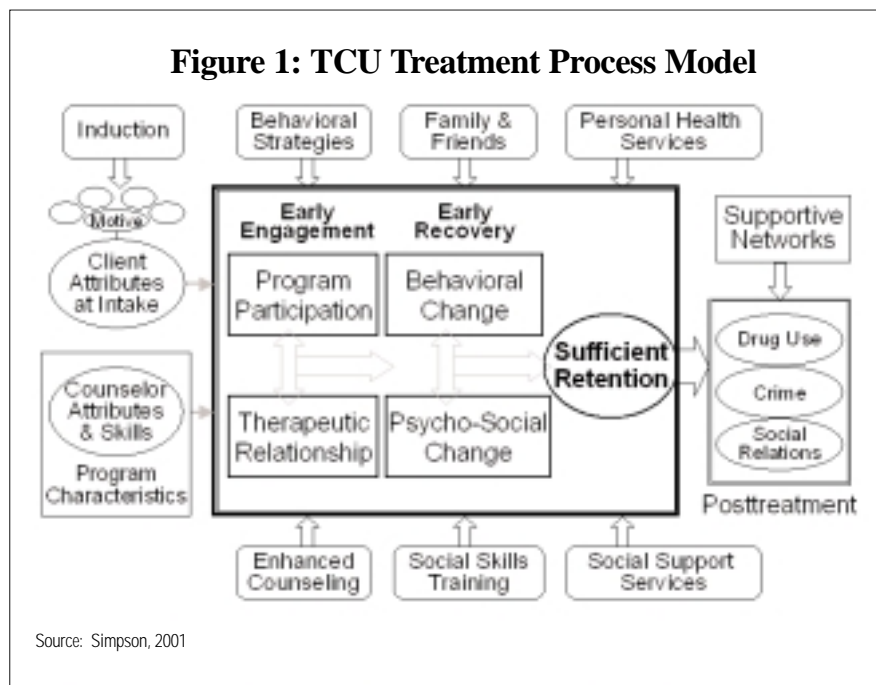 Figure 1: TCU Treatment Process Model
Induction
Behavioral
Strategies
Family &
Friends
Personal Health
Services
Motive
Client
Attributes
at Intake
Early
Engagement
Early
Recovery
Program
Participation
Behavioral
Change
Supportive
Networks
Sufficient
Retention
Drug Use
Crime
Social
Relations
Posttreatment
Counselor
Attributes
& Skills
Program
Characteristics
Therapeutic
Relationship
Psycho-Social
Change
Enhanced
Counseling
Social Skills
Training
Social Support
Services
Source: Simpson, 2001